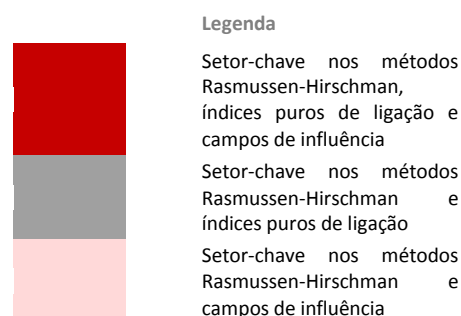 Legenda
Setor-chave nos métodos
Rasmussen-Hirschman,
índices puros de ligação e
campos de influência
Setor-chave nos métodos
Rasmussen-Hirschman e
índices puros de ligação
Setor-chave nos métodos
Rasmussen-Hirschman e
campos de influência